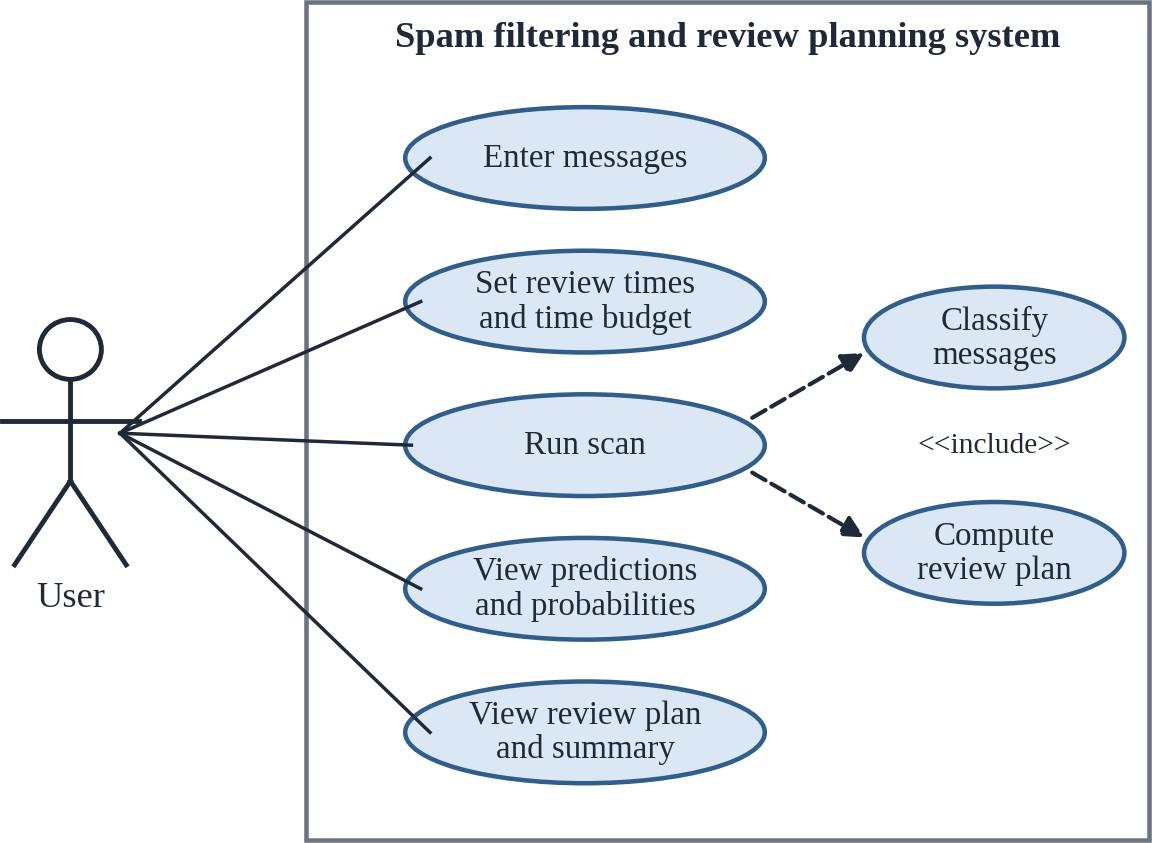 Spam filtering and review planning system
Enter messages
Set review times
and time budget
Classify
messages
Run scan
<<include>>
Compute
review plan
View predictions
and probabilities
User
View review plan
and summary